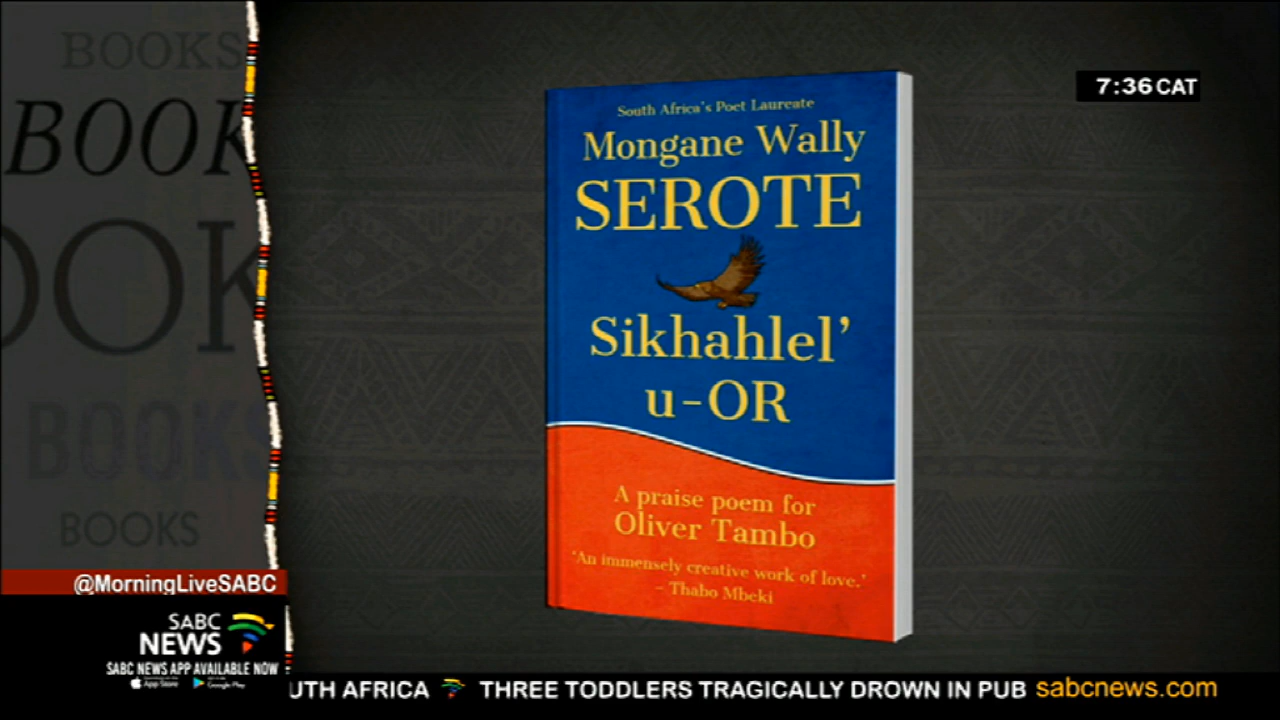 BOOKS
BOOK
OOK
BOOKS
BOOKS
7:36 CAT
South Africa's Poet Laureate
Mongane Wally
SEROTE
Sikhahlel'
u-OR
A praise poem for
Oliver Tambo
'An immensely creative work of love.'
– Thabo Mbeki
@MorningLiveSABC
SABC
NEWS
SABC NEWS APP AVAILABLE NOW
App Store
Google Play
UTH AFRICA THREE TODDLERS TRAGICALLY DROWN IN PUB sabcnews.com